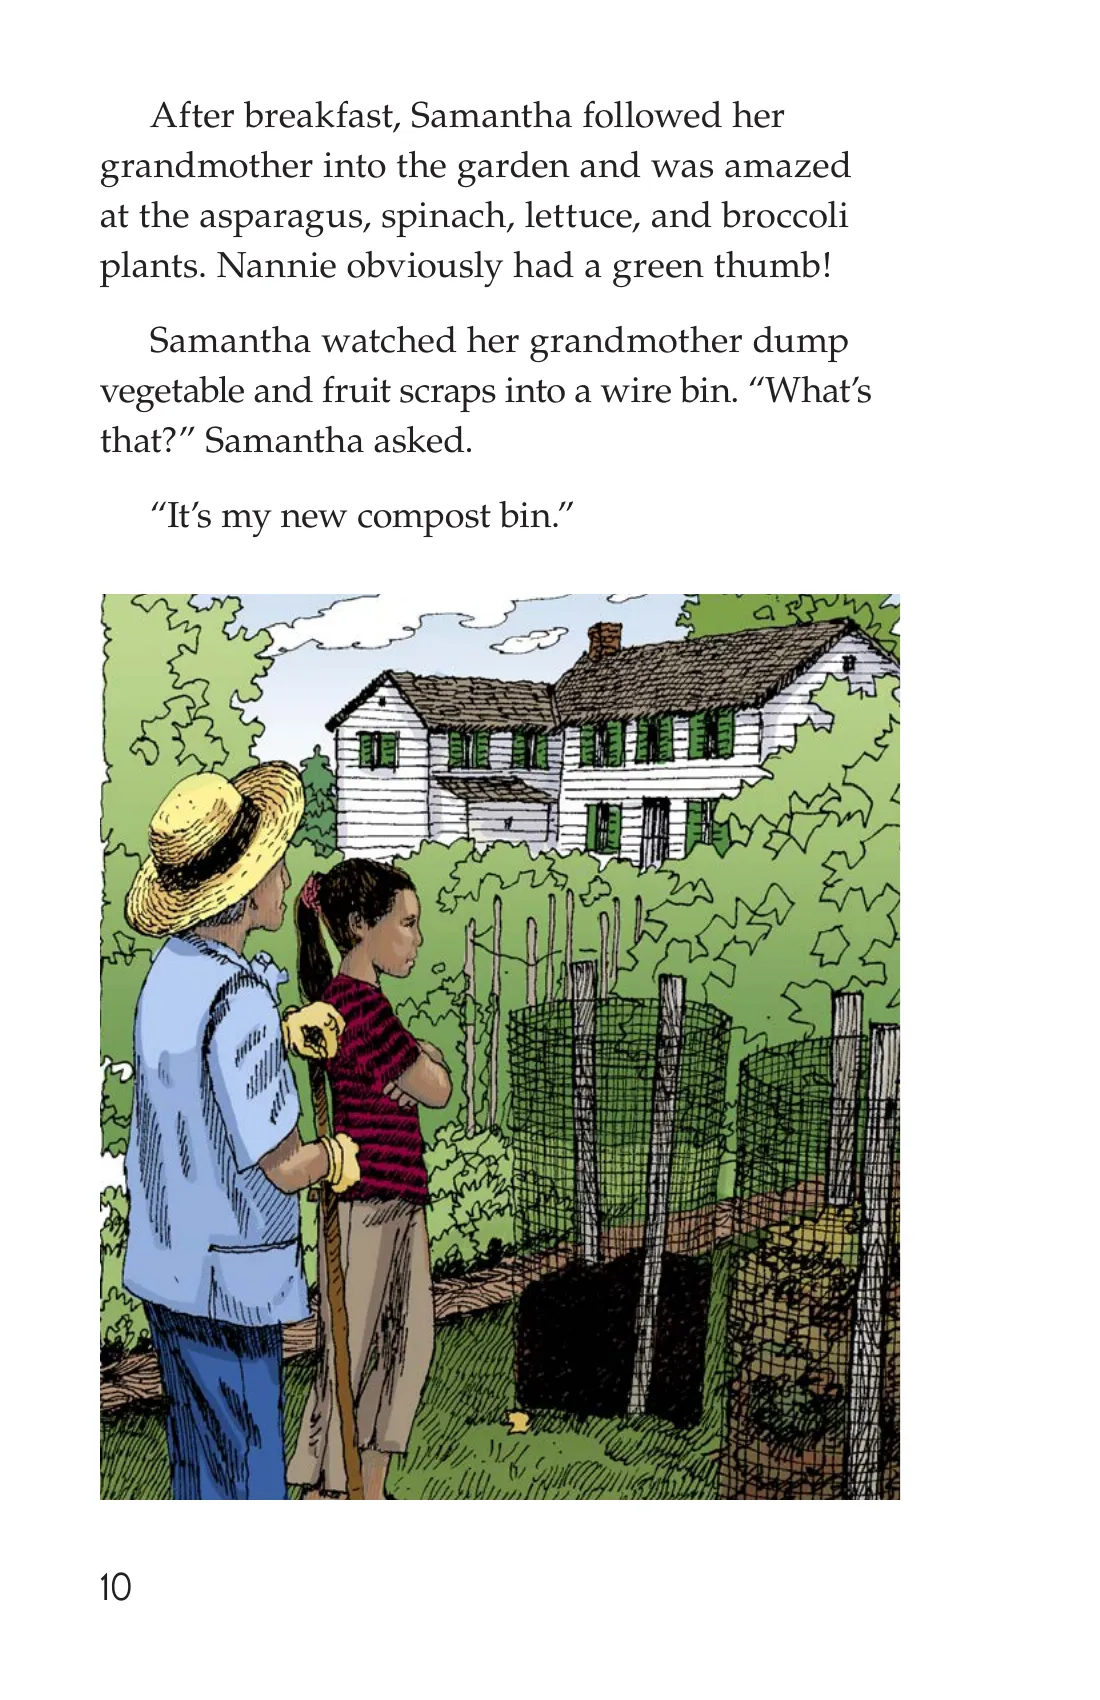 After breakfast, Samantha followed her
grandmother into the garden and was amazed
at the asparagus, spinach, lettuce, and broccoli
plants. Nannie obviously had a green thumb!
Samantha watched her grandmother dump
vegetable and fruit scraps into a wire bin. “What’s
that?” Samantha asked.
“It’s my new compost bin.”
10